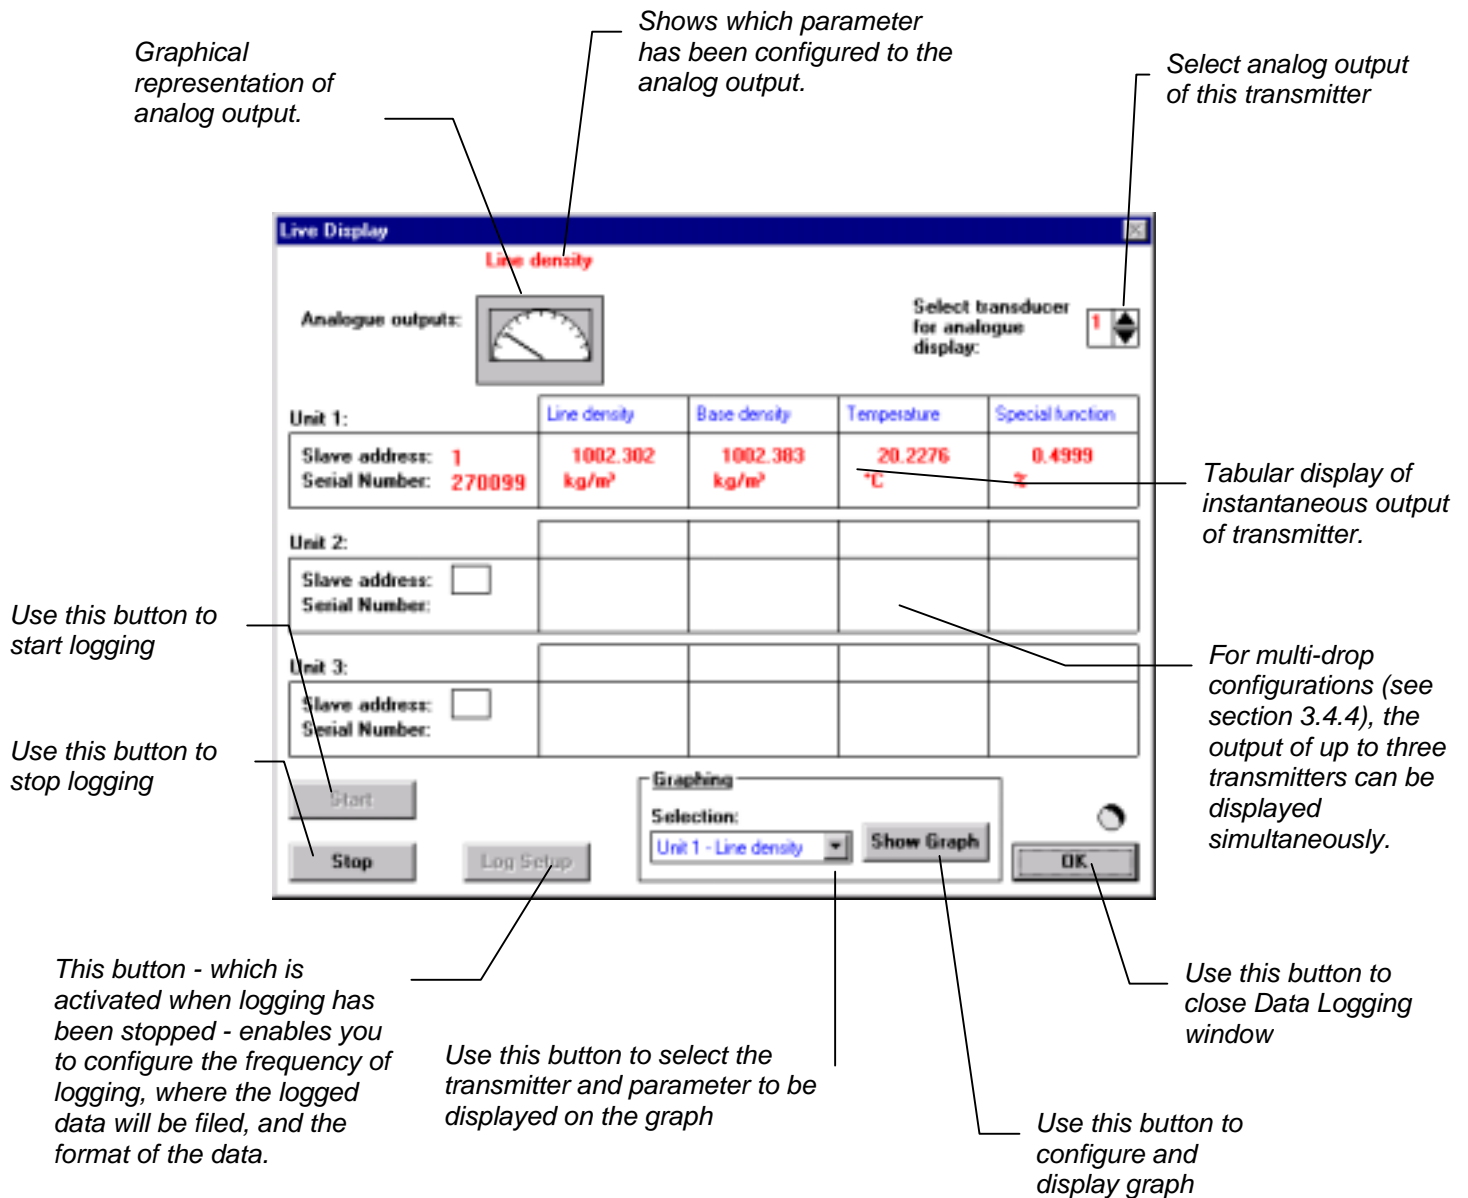 Graphical
representation of
analog output.
Shows which parameter
has been configured to the
analog output.
Select analog output
of this transmitter
Live Display
Line density
Analogue outputs:
Select transducer
for analogue
display:
1
Unit 1:
Line density
Base density
Temperature
Special function
Slave address: 1
Serial Number: 270099
1002.302
kg/m³
1002.383
kg/m³
20.2276
°C
0.4999
%
Tabular display of
instantaneous output
of transmitter.
Unit 2:
Slave address:
Serial Number:
Use this button to
start logging
For multi-drop
configurations (see
section 3.4.4), the
output of up to three
transmitters can be
displayed
simultaneously.
Unit 3:
Slave address:
Serial Number:
Use this button to
stop logging
Start
Stop
Log Setup
Graphing
Selection:
Unit 1 - Line density
Show Graph
OK
This button - which is
activated when logging has
been stopped - enables you
to configure the frequency of
logging, where the logged
data will be filed, and the
format of the data.
Use this button to select the
transmitter and parameter to be
displayed on the graph
Use this button to
close Data Logging
window
Use this button to
configure and
display graph